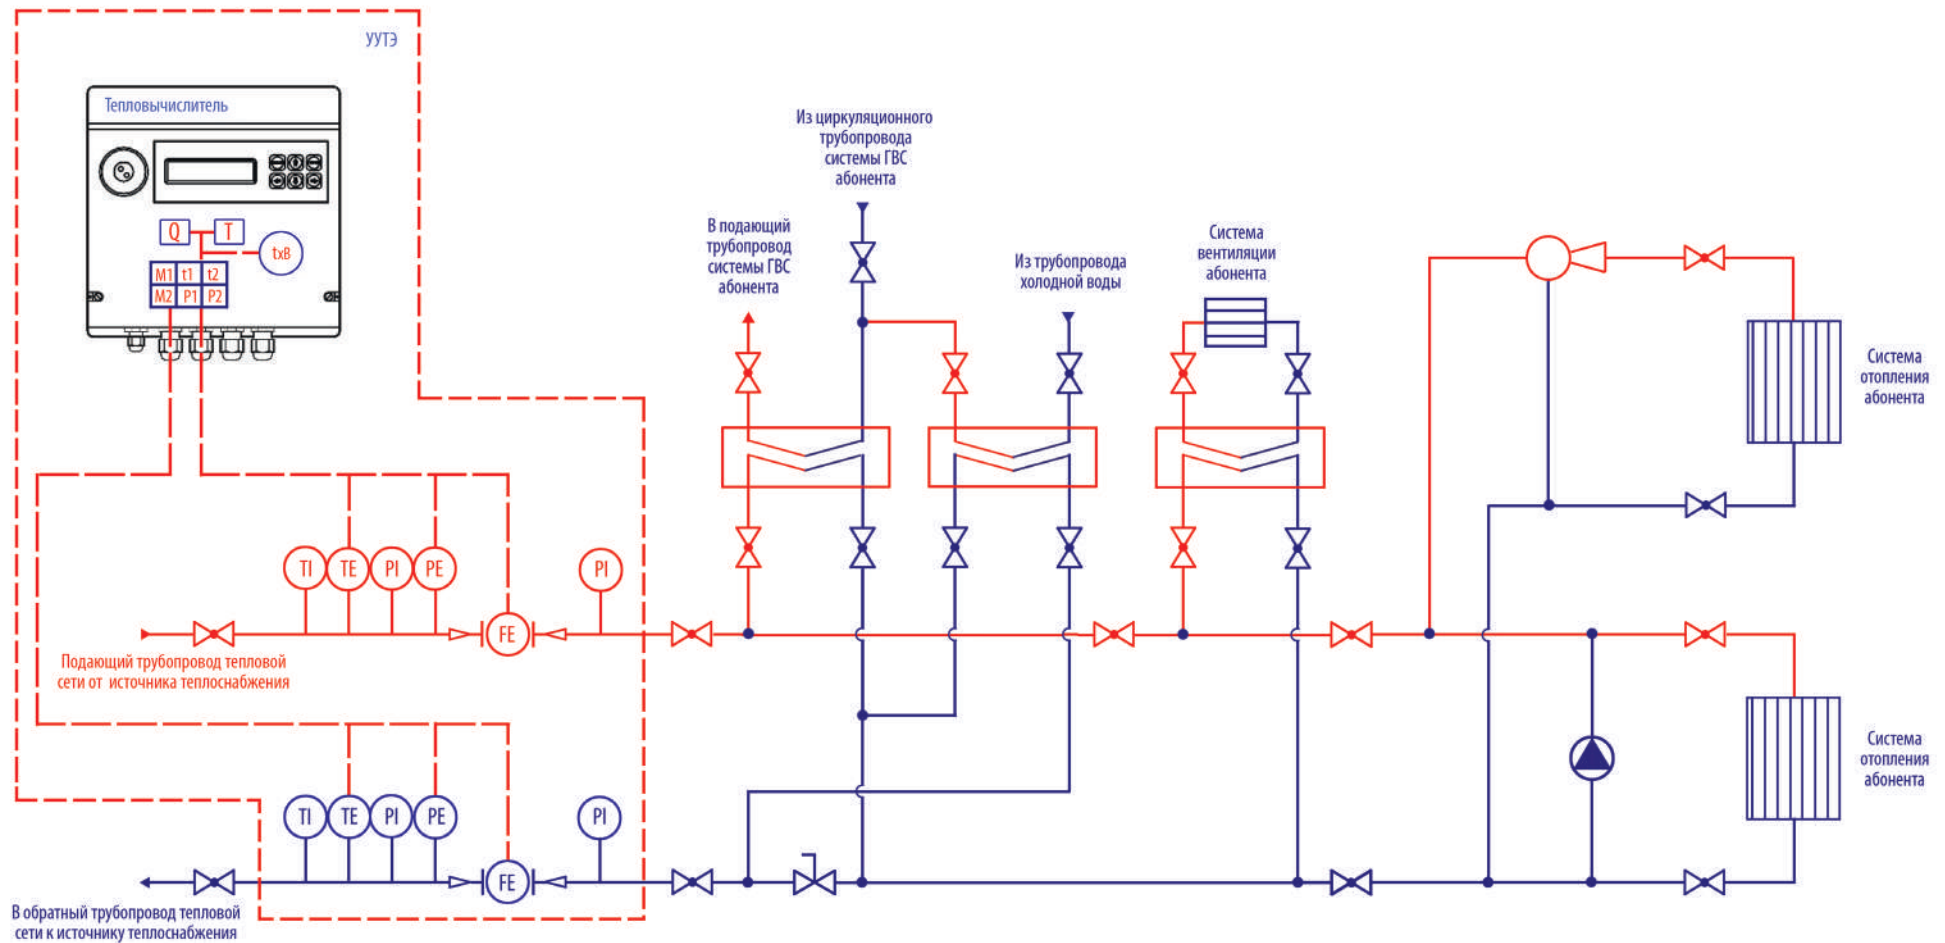 УУТЭ
Тепловычислитель
Q
T
txB
M1
t1
t2
M2
P1
P2
Из циркуляционного
трубопровода
системы ГВС
абонента
В подающий
трубопровод
системы ГВС
абонента
Из трубопровода
холодной воды
Система
вентиляции
абонента
Система
отопления
абонента
TI
TE
PI
PE
FE
PI
Подающий трубопровод тепловой
сети от источника теплоснабжения
Система
отопления
абонента
TI
TE
PI
PE
FE
PI
В обратный трубопровод тепловой
сети к источнику теплоснабжения